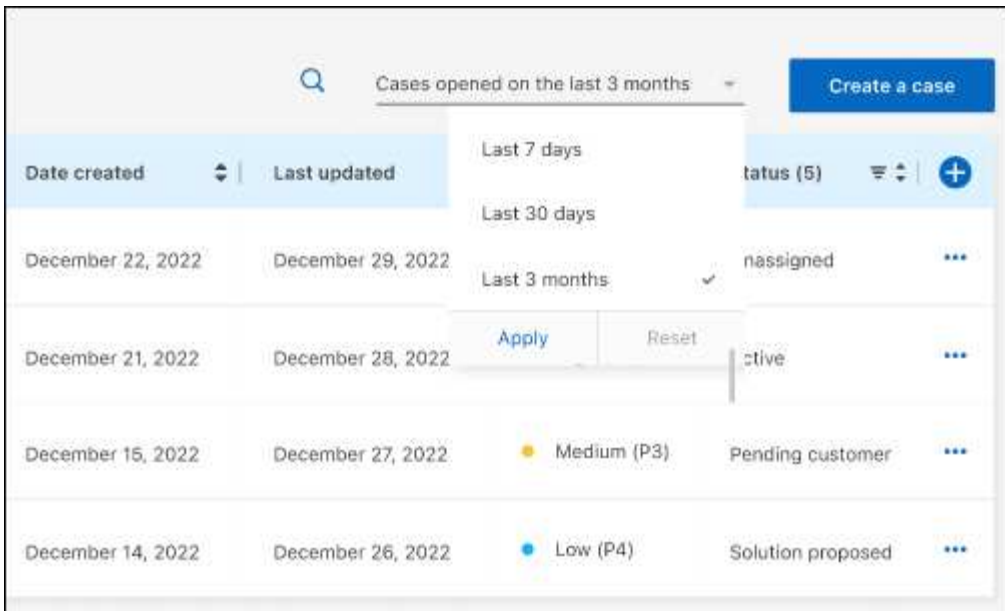 Cases opened on the last 3 months
Create a case
Date created
Last updated
tatus (5)
Last 7 days
Last 30 days
Last 3 months
Apply
Reset
December 22, 2022
December 29, 2022
nassigned
December 21, 2022
December 28, 2022
ctive
December 15, 2022
December 27, 2022
Medium (P3)
Pending customer
December 14, 2022
December 26, 2022
Low (P4)
Solution proposed